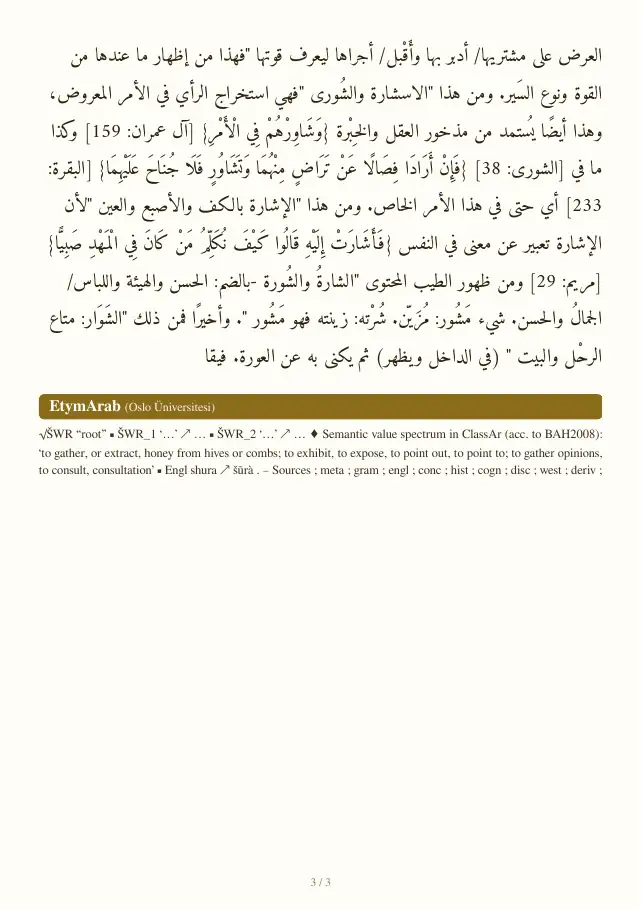 العرض على مشتريها/ أدبر بها وأَقْبل/ أجراها ليعرف قوتها "فهذا من إظهار ما عندها من
القوة ونوع السَير. ومن هذا "الاسشارة والشُورى "فهي استخراج الرأي في الأمر المعروض،
وهذا أيضًا يُستمد من مذخور العقل والخِبْرة {وَشَاوِرْهُمْ فِي الْأَمْرِ} [آل عمران: 159] وكذا
ما في [الشورى: 38] {فَإِنْ أَرَادَا فِصَالًا عَنْ تَرَاضٍ مِنْهُمَا وَتَشَاوُرٍ فَلَا جُنَاحَ عَلَيْهِمَا} [البقرة:
233] أي حتى في هذا الأمر الخاص. ومن هذا "الإشارة بالكف والأصبع والعين "لأن
الإشارة تعبير عن معنى في النفس {فَأَشَارَتْ إِلَيْهِ قَالُوا كَيْفَ نُكَلِّمُ مَنْ كَانَ فِي الْمَهْدِ صَبِيًّا}
[مريم: 29] ومن ظهور الطيب المحتوى "الشارةُ والشُورة -بالضم: الحسن والهيئة واللباس/
الجمالُ والحسن. شيء مَشُور: مُزَيّن. شُرْته: زينته فهو مَشُور ". وأخيرًا فمن ذلك "الشَوَار: متاع
الرحْل والبيت " (في الداخل ويظهر) ثم يكنى به عن العورة. فيقا
EtymArab (Oslo Üniversitesi)
√ŠWR “root” ▪ ŠWR_1 ‘…’ ↗ … ▪ ŠWR_2 ‘…’ ↗ … ♦ Semantic value spectrum in ClassAr (acc. to BAH2008):
‘to gather, or extract, honey from hives or combs; to exhibit, to expose, to point out, to point to; to gather opinions,
to consult, consultation’ ▪ Engl shura ↗ šūrà . – Sources ; meta ; gram ; engl ; conc ; hist ; cogn ; disc ; west ; deriv ;
3 / 3